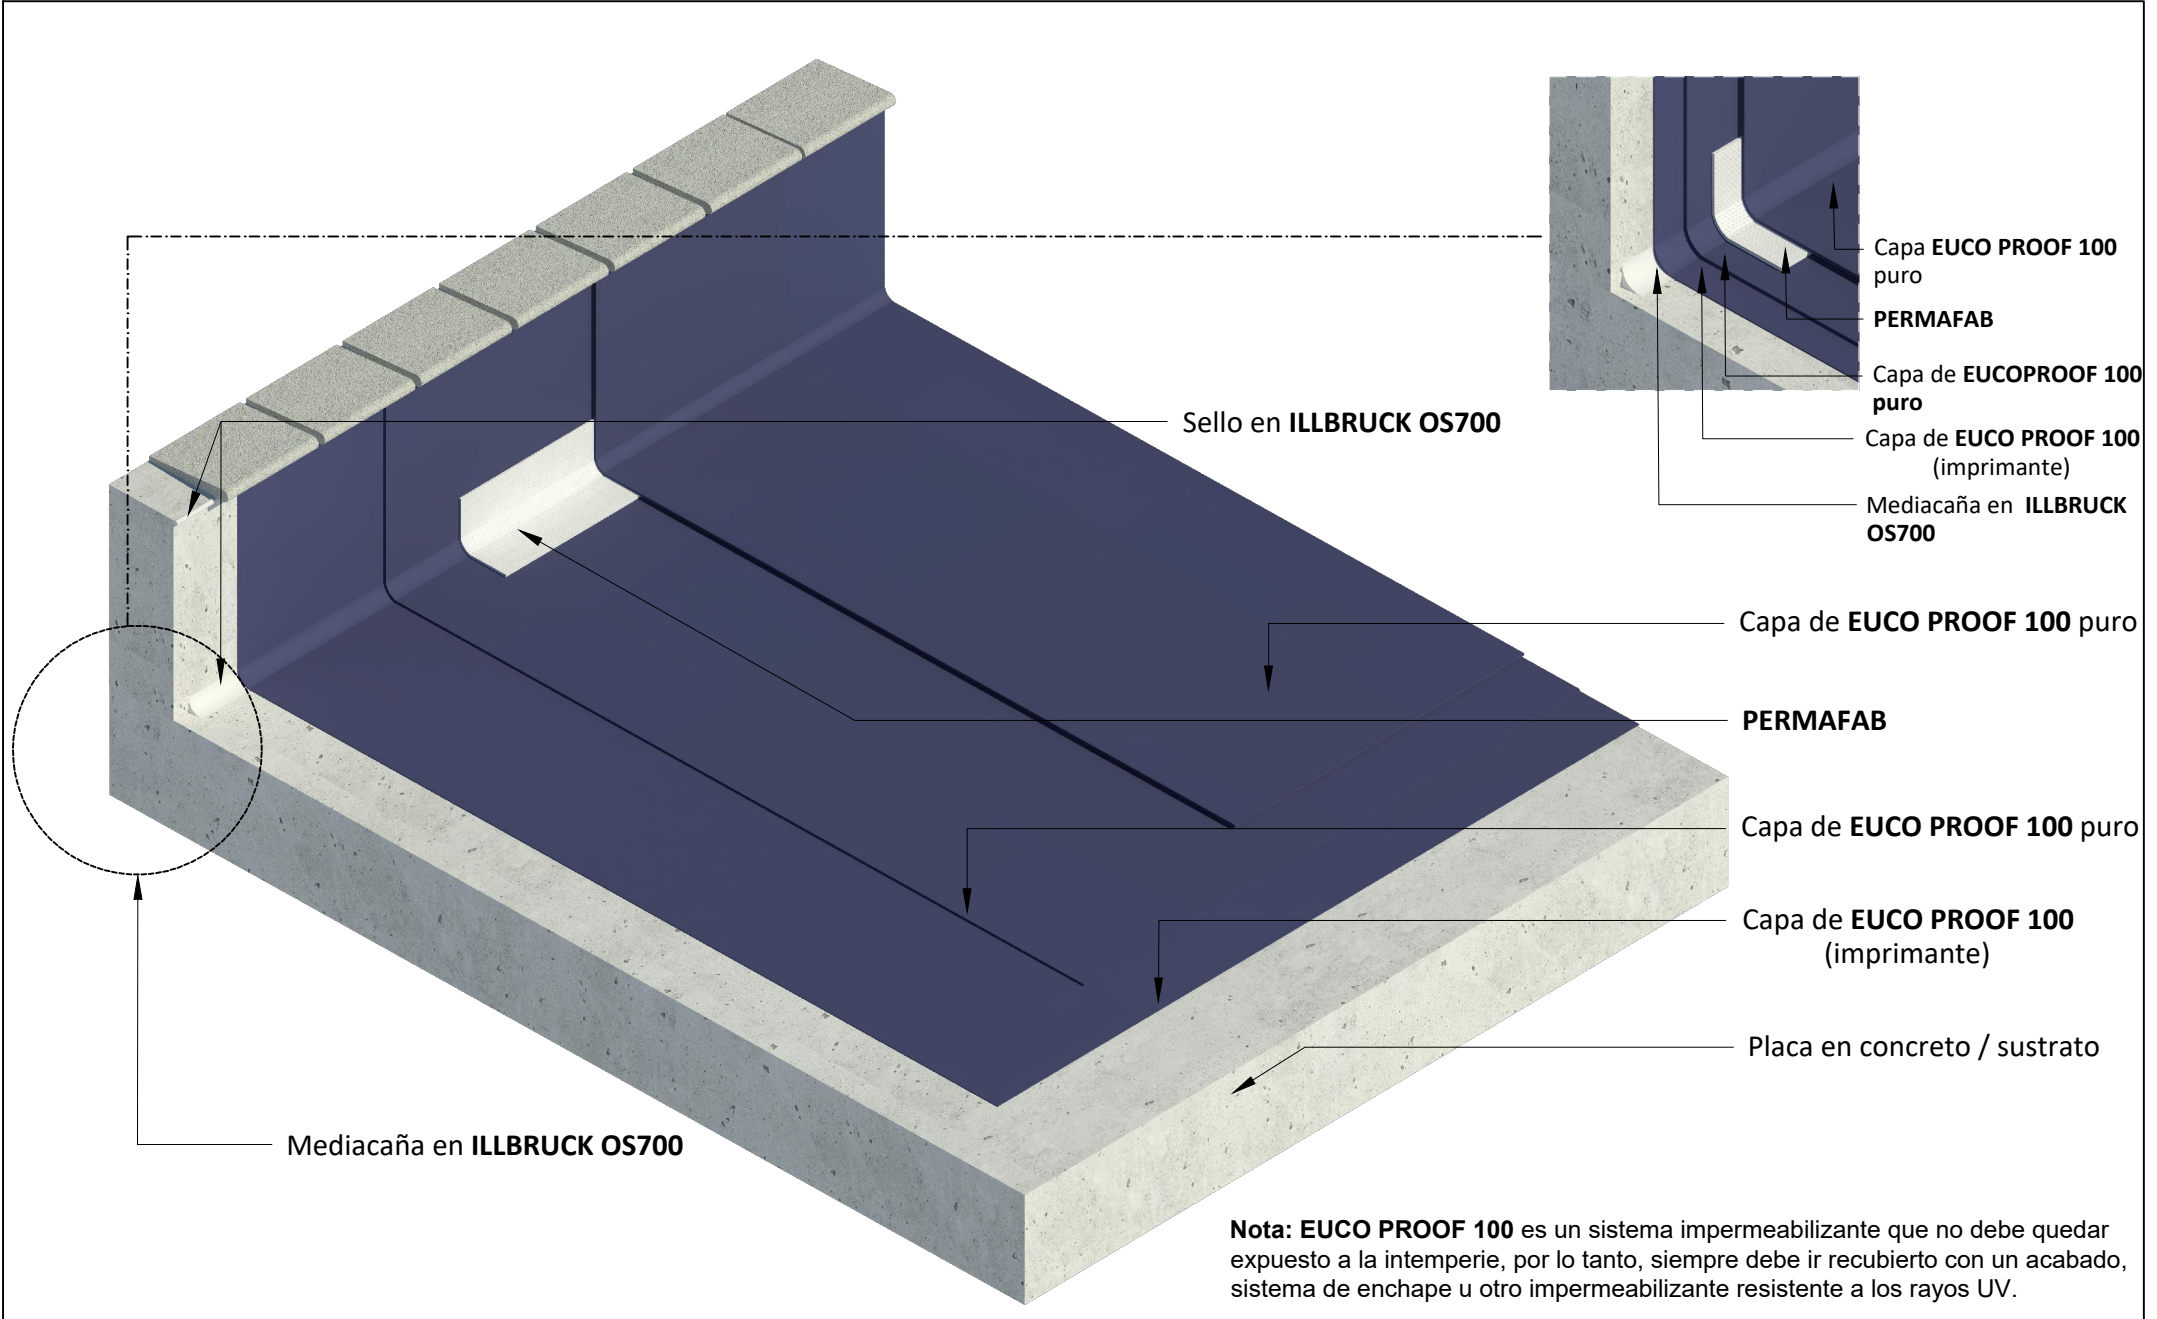 Capa EUCO PROOF 100
puro
PERMAFAB
Capa de EUCOPROOF 100
puro
Capa de EUCO PROOF 100
(imprimante)
Mediacaña en ILLBRUCK
OS700
Sello en ILLBRUCK OS700
Capa de EUCO PROOF 100 puro
PERMAFAB
Capa de EUCO PROOF 100 puro
Capa de EUCO PROOF 100
(imprimante)
Placa en concreto / sustrato
Mediacaña en ILLBRUCK OS700
Nota: EUCO PROOF 100 es un sistema impermeabilizante que no debe quedar
expuesto a la intemperie, por lo tanto, siempre debe ir recubierto con un acabado,
sistema de enchape u otro impermeabilizante resistente a los rayos UV.